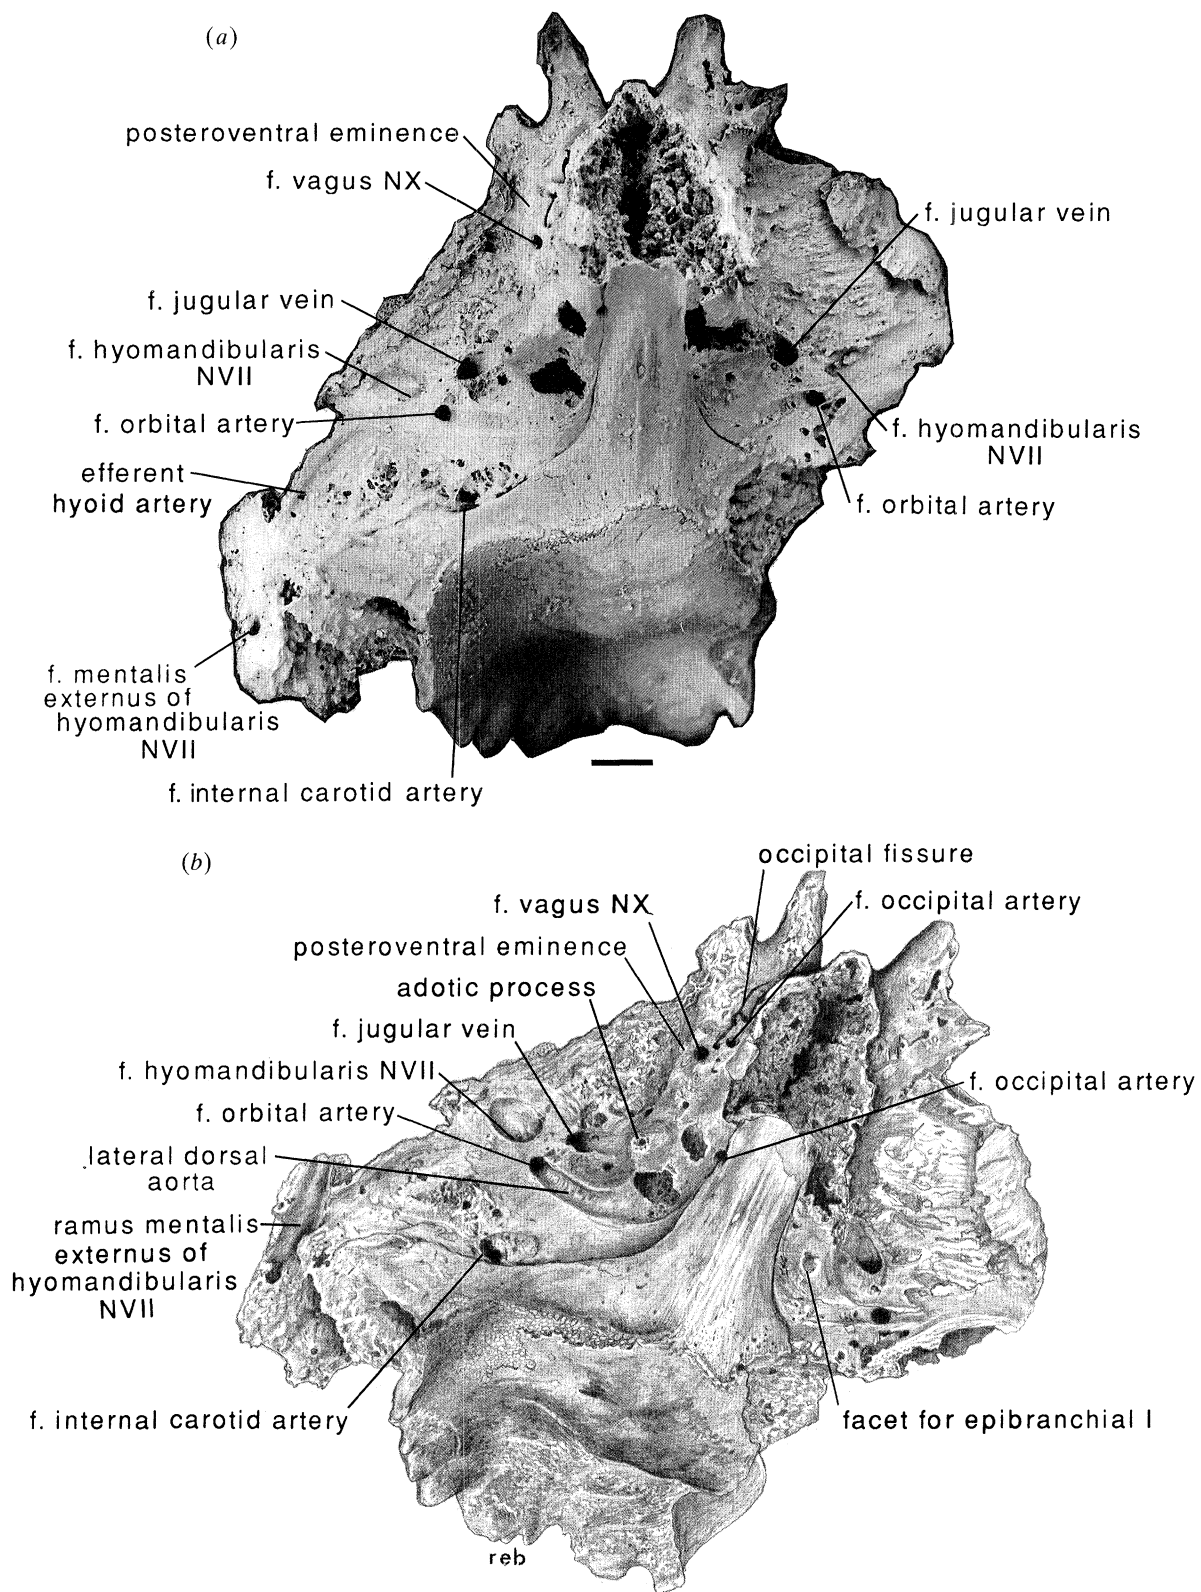 (a)
posteroventral eminence
f. vagus NX
f. jugular vein
f. jugular vein
f. hyomandibularis
NVII
f. orbital artery
f. hyomandibularis
NVII
efferent
hyoid artery
f. orbital artery
f. mentalis
externus of
hyomandibularis
NVII
f. internal carotid artery
(b)
occipital fissure
f. vagus NX
f. occipital artery
posteroventral eminence
adotic process
f. jugular vein
f. hyomandibularis NVII
f. occipital artery
f. orbital artery
lateral dorsal
aorta
ramus mentalis
externus of
hyomandibularis
NVII
f. internal carotid artery
facet for epibranchial I
reb